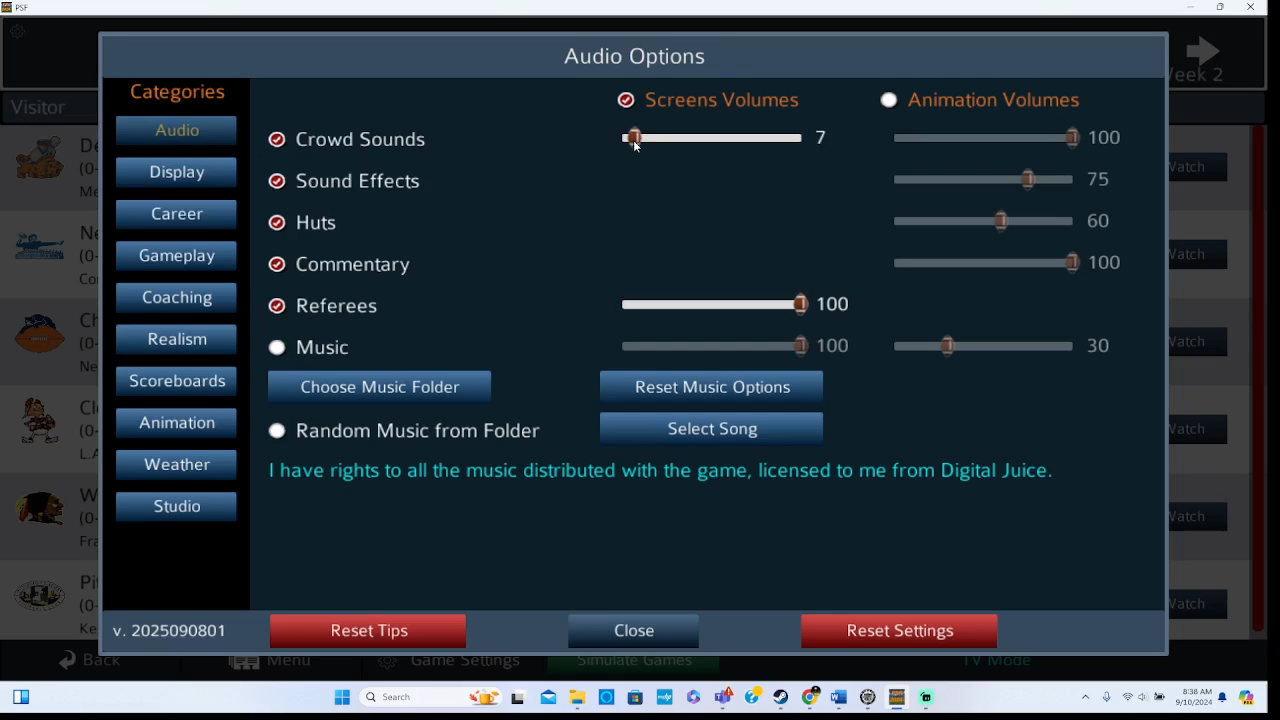 PSF
Audio Options
Week 2
Visitor
Categories
Audio
Display
Career
Gameplay
Coaching
Realism
Scoreboards
Animation
Weather
Studio
Screens Volumes
Animation Volumes
Crowd Sounds 7 100
Sound Effects 75
Huts 60
Commentary 100
Referees 100
Music 100 30
Choose Music Folder
Reset Music Options
Random Music from Folder
Select Song
I have rights to all the music distributed with the game, licensed to me from Digital Juice.
v. 2025090801
Reset Tips
Close
Reset Settings
Watch
Watch
Watch
Watch
Watch
Watch
Back
Menu
Game Settings
Simulate Games
TV Mode
Search
8:38 AM
9/10/2024